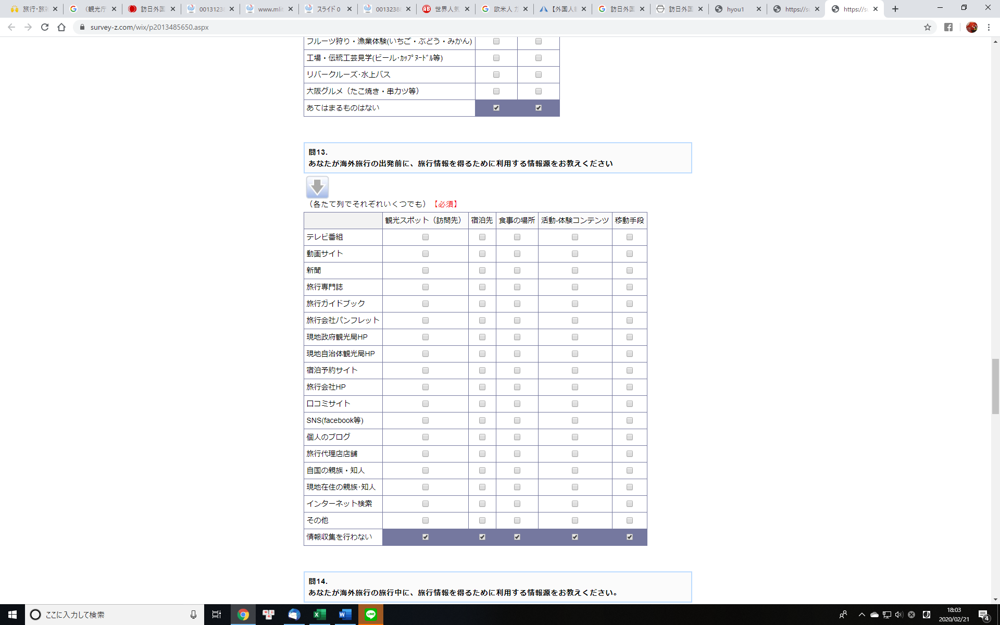 旅行･旅
（観光庁
訪日外国
0013123
www.mlit
スライド 0
0013238
世界人気
欧米人 ガ
【外国人
訪日外国
訪日外国
hyou1
https://s
https://s
survey-z.com/wix/p2013485650.aspx
フルーツ狩り・漁業体験(いちご・ぶどう・みかん)
工場・伝統工芸見学(ビール･ｶｯﾌﾟﾇｰﾄﾞﾙ等)
リバークルーズ･水上バス
大阪グルメ（たこ焼き・串カツ等）
あてはまるものはない
問13.
あなたが海外旅行の出発前に、旅行情報を得るために利用する情報源をお教えください
（各たて列でそれぞれいくつでも）【必須】
観光スポット（訪問先） 宿泊先 食事の場所 活動-体験コンテンツ 移動手段
テレビ番組
動画サイト
新聞
旅行専門誌
旅行ガイドブック
旅行会社パンフレット
現地政府観光局HP
現地自治体観光局HP
宿泊予約サイト
旅行会社HP
口コミサイト
SNS(facebook等)
個人のブログ
旅行代理店店舗
自国の親族・知人
現地在住の親族･知人
インターネット検索
その他
情報収集を行わない
問14.
あなたが海外旅行の旅行中に、旅行情報を得るために利用する情報源をお教えください。
ここに入力して検索
LINE
18:03
2020/02/21
4